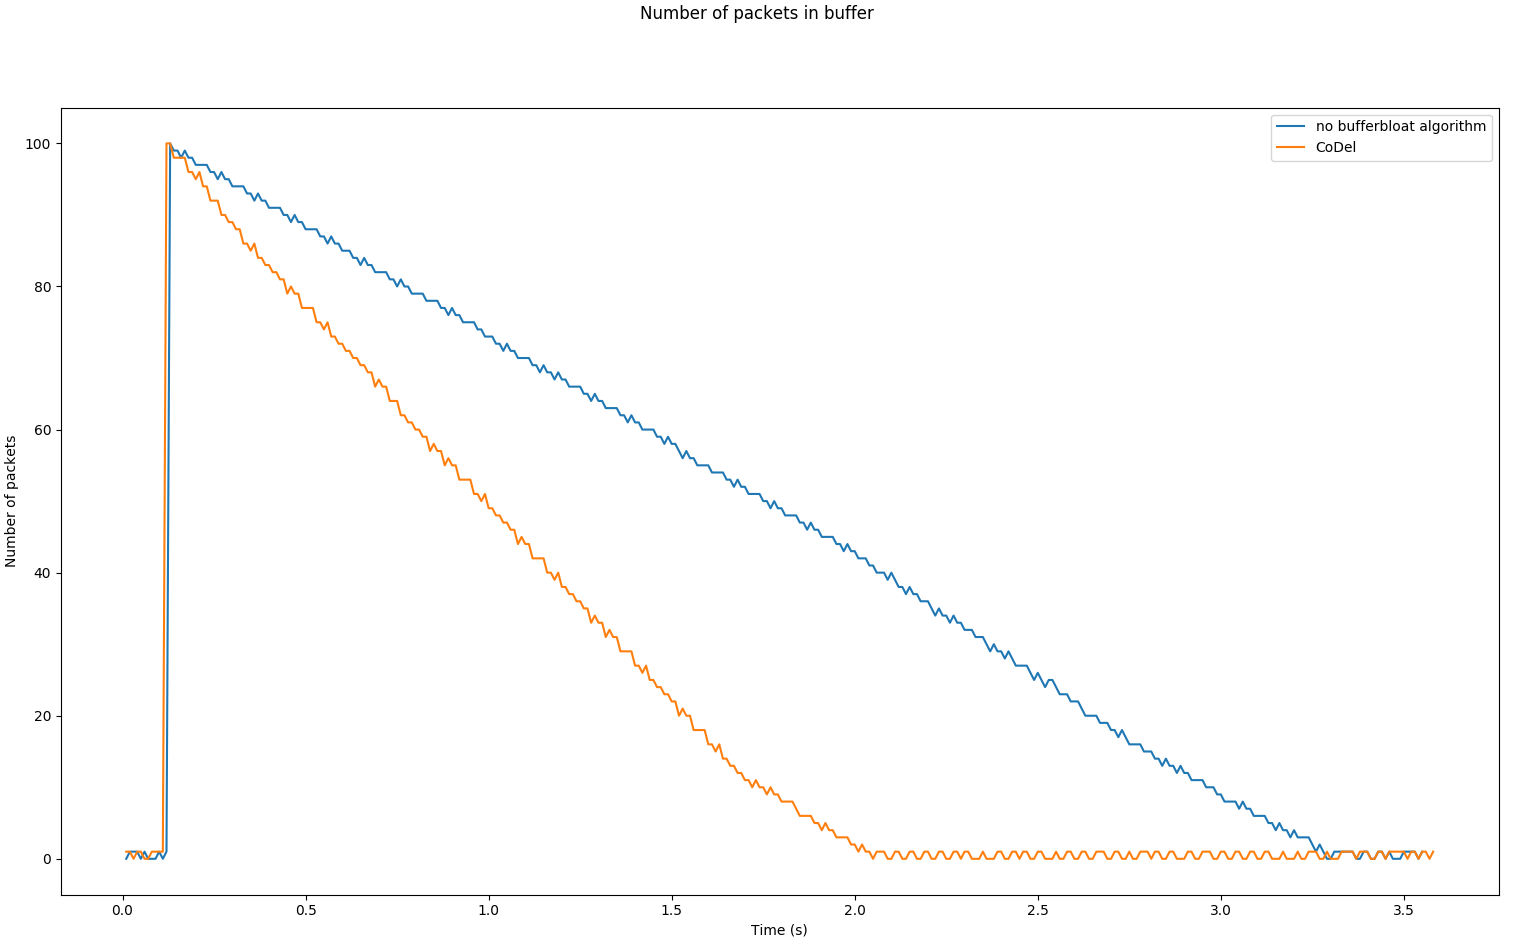 Number of packets in buffer
no bufferbloat algorithm
CoDel
100
80
60
40
20
0
Number of packets
0.0 0.5 1.0 1.5 2.0 2.5 3.0 3.5
Time (s)